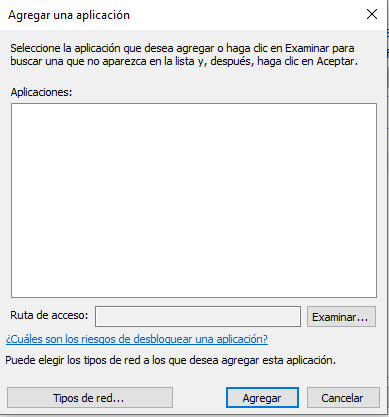 Agregar una aplicación
Seleccione la aplicación que desea agregar o haga clic en Examinar para
buscar una que no aparezca en la lista y, después, haga clic en Aceptar.
Aplicaciones:
Ruta de acceso:
Examinar...
¿Cuáles son los riesgos de desbloquear una aplicación?
Puede elegir los tipos de red a los que desea agregar esta aplicación.
Tipos de red...
Agregar
Cancelar